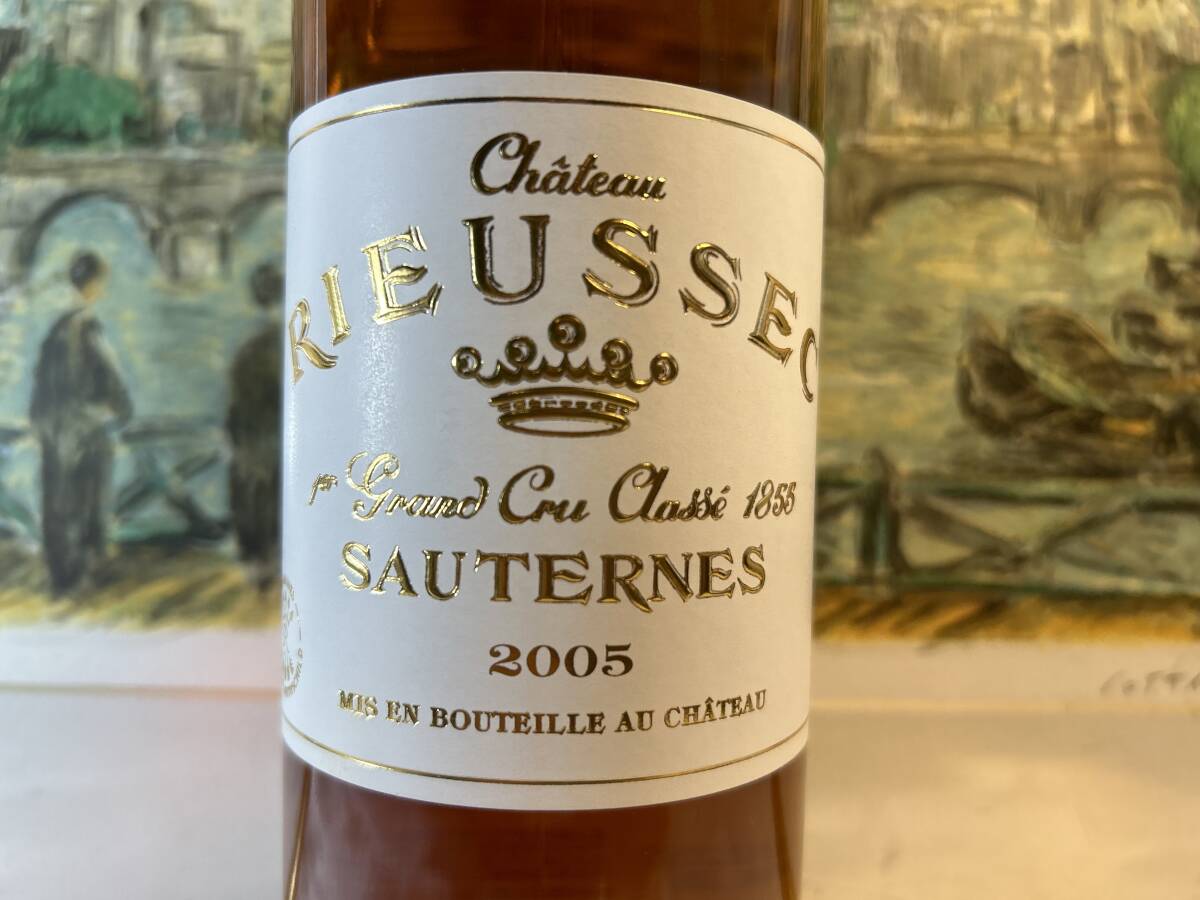 Château
RIEUSSEC
1er Grand Cru Classé 1855
SAUTERNES
2005
MIS EN BOUTEILLE AU CHÂTEAU